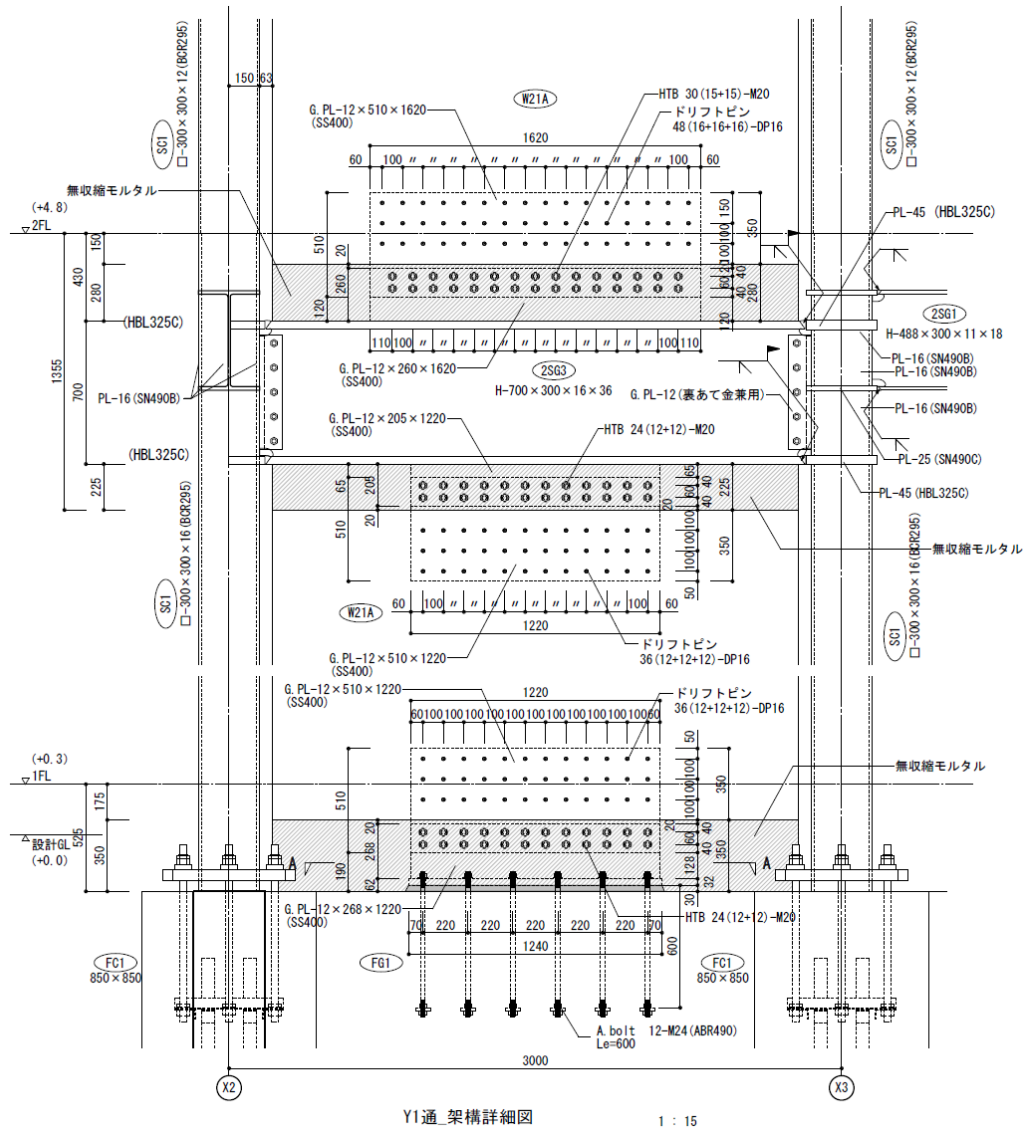 □-300×300×12(BCR295)
SC1
150
63
G. PL-12×510×1620
(SS400)
W21A
HTB 30(15+15)-M20
ドリフトピン
48(16+16+16)-DP16
□-300×300×12(BCR295)
SC1
1620
60
100
〃
〃
〃
〃
〃
〃
〃
〃
〃
〃
〃
〃
〃
100
60
無収縮モルタル
(+4.8)
2FL
150
430
280
1355
700
225
510
20
260
120
150
100
100
350
20
40
60
40
280
120
PL-45 (HBL325C)
2SG1
H-488×300×11×18
PL-16(SN490B)
PL-16(SN490B)
PL-16(SN490B)
PL-25(SN490C)
PL-45(HBL325C)
(HBL325C)
110
100
〃
〃
〃
〃
〃
〃
〃
〃
〃
〃
〃
〃
100
110
G. PL-12×260×1620
(SS400)
2SG3
H-700×300×16×36
PL-16(SN490B)
G. PL-12(裏あて金兼用)
G. PL-12×205×1220
(SS400)
HTB 24(12+12)-M20
(HBL325C)
65
205
20
510
65
40
60
40
20
225
100
100
100
50
350
無収縮モルタル
SC1
□-300×300×16(BCR295)
SC1
□-300×300×16(BCR295)
W21A
60
100
〃
〃
〃
〃
〃
〃
〃
〃
〃
100
60
1220
G. PL-12×510×1220
(SS400)
ドリフトピン
36(12+12+12)-DP16
G. PL-12×510×1220
(SS400)
1220
ドリフトピン
36(12+12+12)-DP16
60
100
100
100
100
100
100
100
100
100
100
100
60
(+0.3)
1FL
175
525
設計GL
(+0.0)
350
510
20
268
190
62
50
100
100
100
350
20
40
60
40
350
128
32
30
無収縮モルタル
A
A
G. PL-12×268×1220
(SS400)
HTB 24(12+12)-M20
70
220
220
220
220
220
70
1240
600
FC1
850×850
FG1
FC1
850×850
A.bolt 12-M24(ABR490)
Le=600
3000
X2
X3
Y1通_架構詳細図
1 : 15